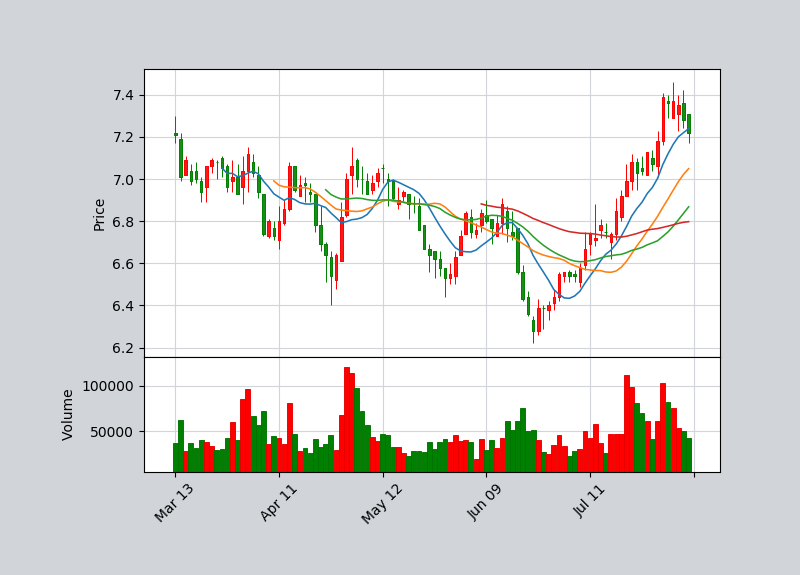 7.4
7.2
7.0
6.8
6.6
6.4
6.2
Price
100000
50000
Volume
Mar 13
Apr 11
May 12
Jun 09
Jul 11